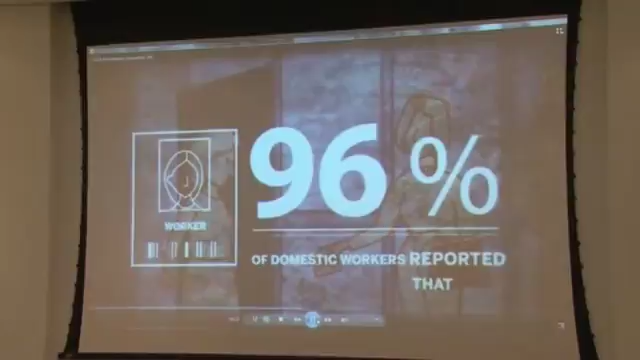 96%
WORKER
OF DOMESTIC WORKERS REPORTED
THAT